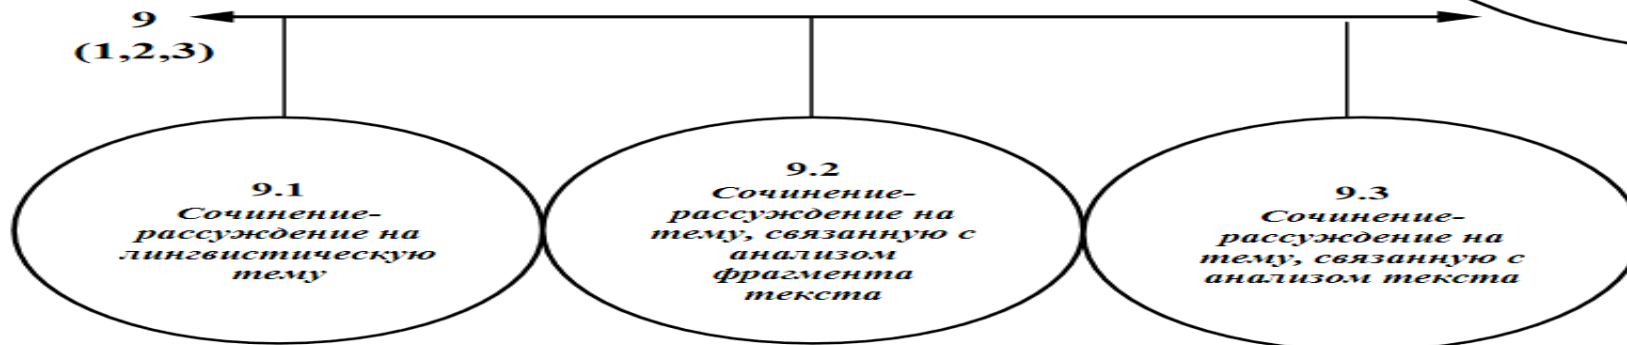 9
(1,2,3)
9.1
Сочинение-
рассуждение на
лингвистическую
тему
9.2
Сочинение-
рассуждение на
тему, связанную с
анализом
фрагмента
текста
9.3
Сочинение-
рассуждение на
тему, связанную с
анализом текста